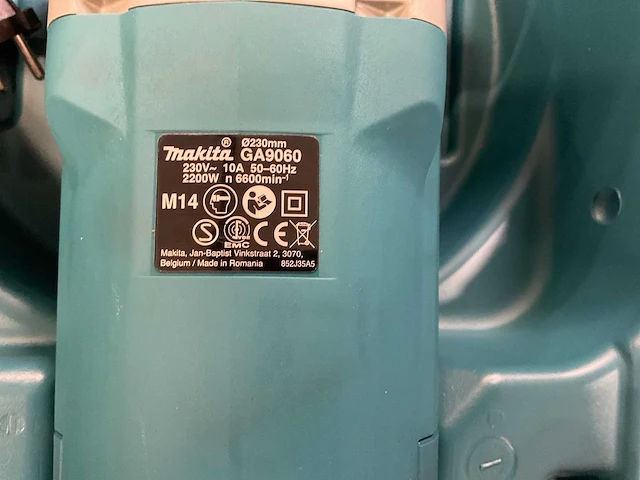 Ø230mm
makita® GA9060
230V~ 10A 50–60Hz
2200W n 6600min⁻¹
M14
S
EMC CE
Makita, Jan-Baptist Vinkstraat 2, 3070,
Belgium / Made in Romania 852J35A5